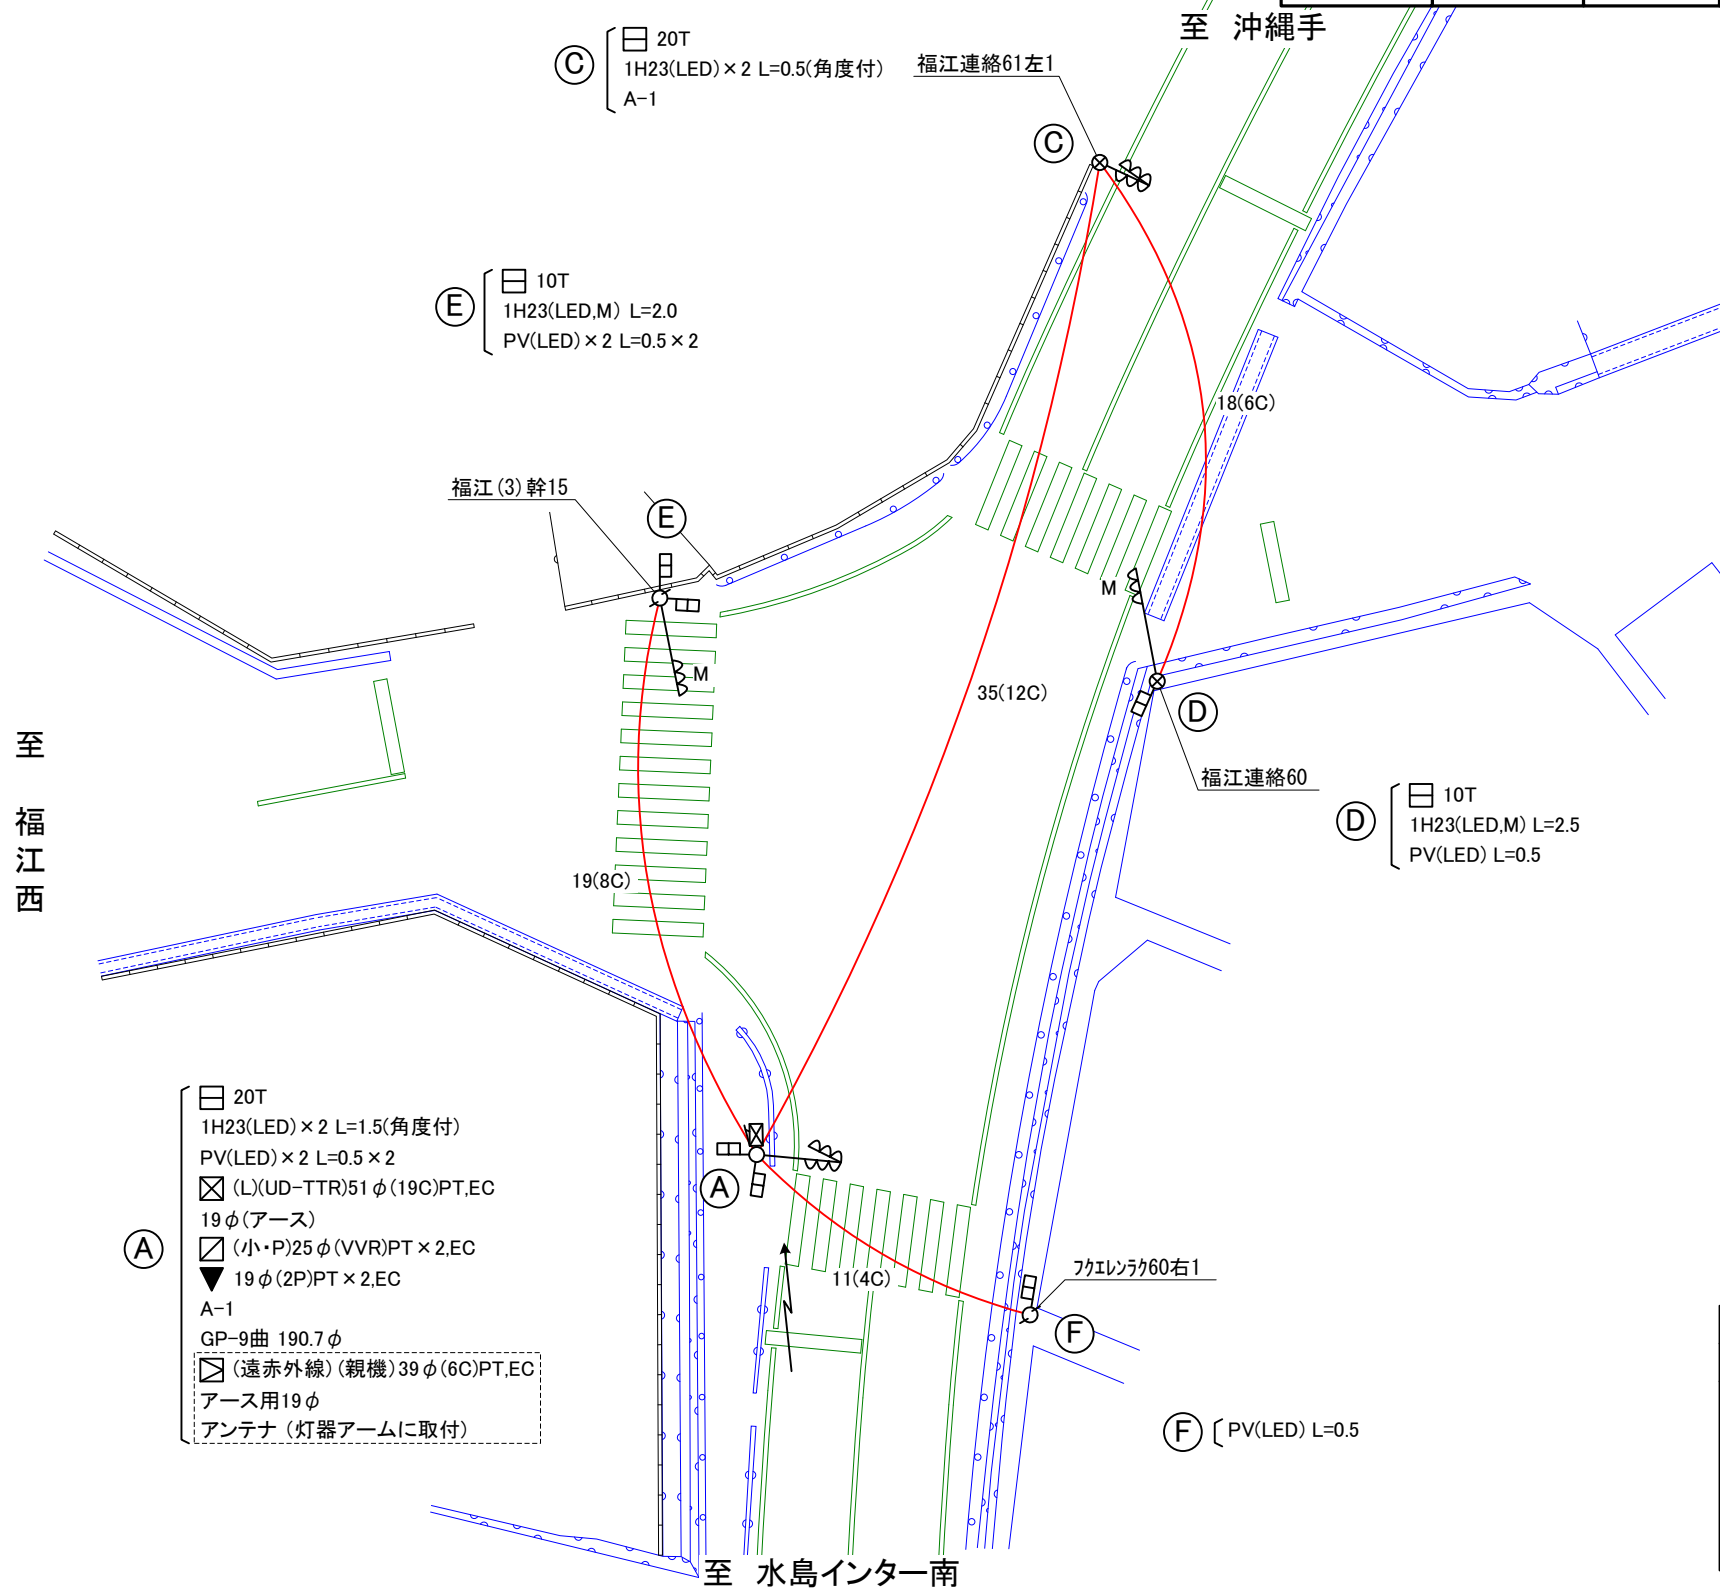 至 沖縄手
Ⓒ
20T
1H23(LED)×2 L=0.5(角度付)
A-1
福江連絡61左1
Ⓒ
Ⓔ
10T
1H23(LED,M) L=2.0
PV(LED)×2 L=0.5×2
18(6C)
福江(3)幹15
Ⓔ
M
M
35(12C)
Ⓓ
至 福江西
福江連絡60
Ⓓ
10T
1H23(LED,M) L=2.5
PV(LED) L=0.5
19(8C)
Ⓐ
20T
1H23(LED)×2 L=1.5(角度付)
PV(LED)×2 L=0.5×2
(L)(UD-TTR)51φ(19C)PT,EC
19φ(アース)
(小・P)25φ(VVR)PT×2,EC
19φ(2P)PT×2,EC
A-1
GP-9曲 190.7φ
(遠赤外線)(親機)39φ(6C)PT,EC
アース用19φ
アンテナ(灯器アームに取付)
Ⓐ
11(4C)
フクエレンラク60右1
Ⓕ
Ⓕ
PV(LED) L=0.5
至 水島インター南